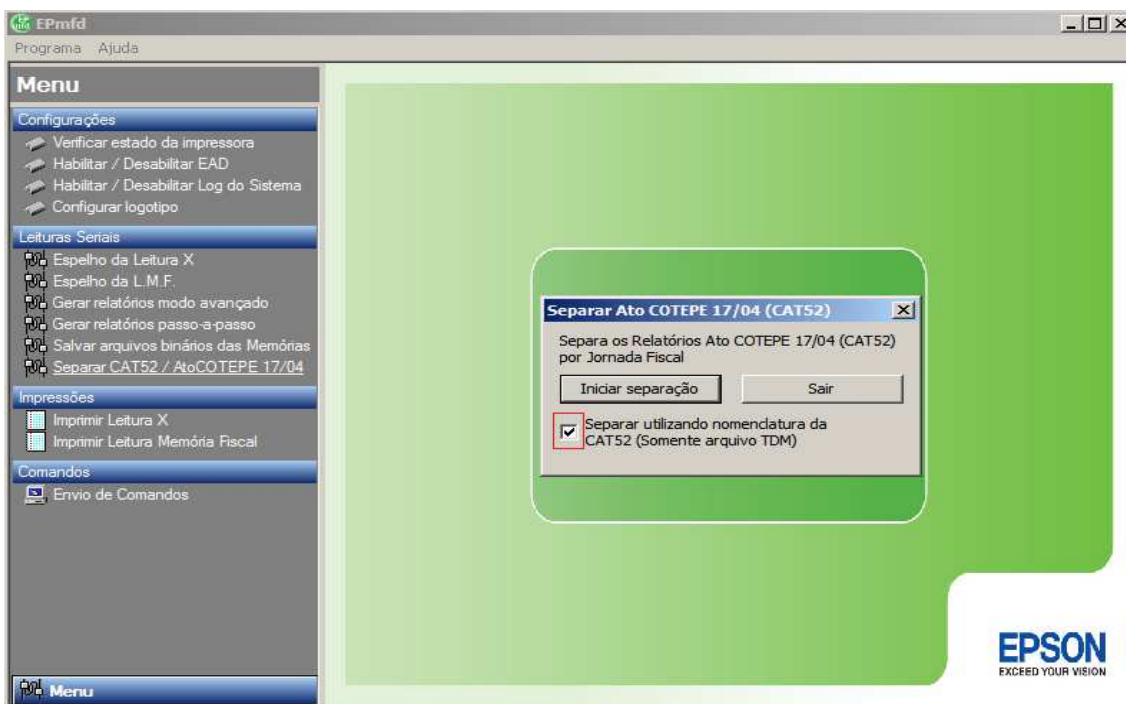 EPmfd
Programa Ajuda
Menu
Configurações
Verificar estado da impressora
Habilitar / Desabilitar EAD
Habilitar / Desabilitar Log do Sistema
Configurar logotipo
Leituras Seriais
Espelho da Leitura X
Espelho da L.M.F.
Gerar relatórios modo avançado
Gerar relatórios passo-a-passo
Salvar arquivos binários das Memórias
Separar CAT52 / AtoCOTEPE 17/04
Impressões
Imprimir Leitura X
Imprimir Leitura Memória Fiscal
Comandos
Envio de Comandos
Menu
Separar Ato COTEPE 17/04 (CAT52)
Separa os Relatórios Ato COTEPE 17/04 (CAT52)
por Jornada Fiscal
Iniciar separação Sair
Separar utilizando nomenclatura da
CAT52 (Somente arquivo TDM)
EPSON
EXCEED YOUR VISION